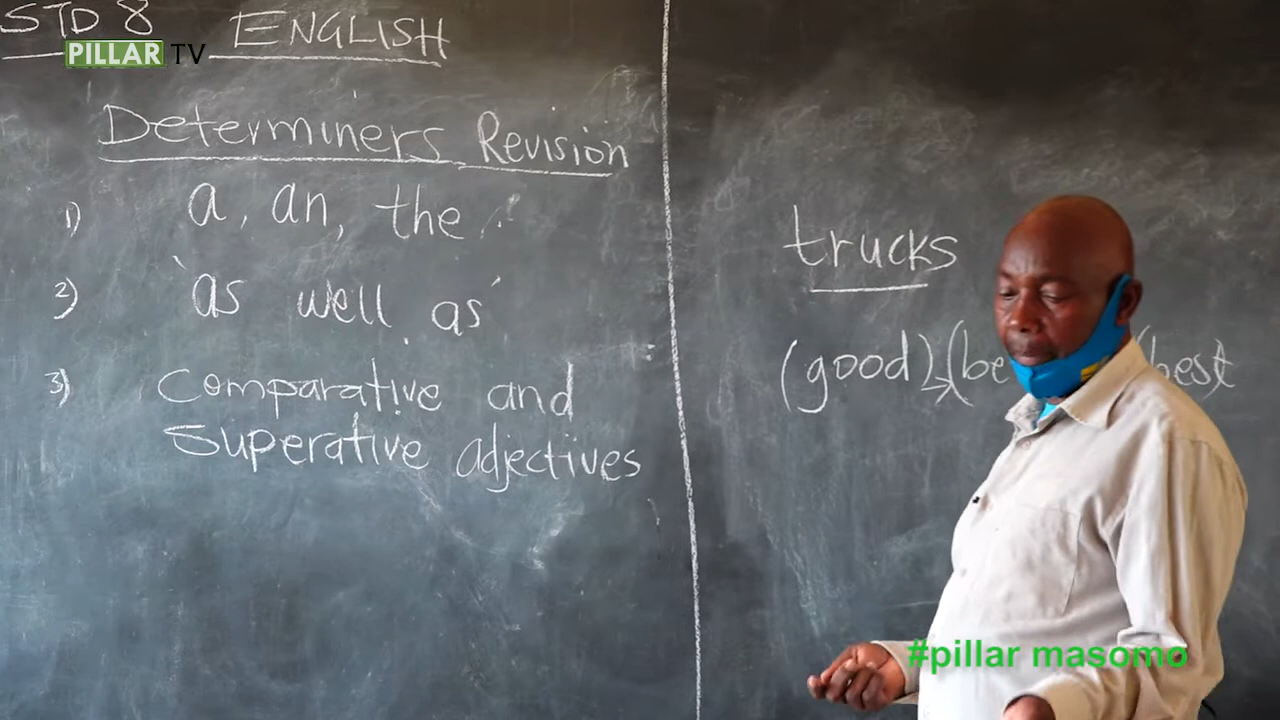 STD 8 ENGLISH
PILLAR TV
Determiners Revision
1) a, an, the
2) 'as well as'
3) Comparative and
Superative adjectives
trucks
(good) (be (best
#pillar masomo